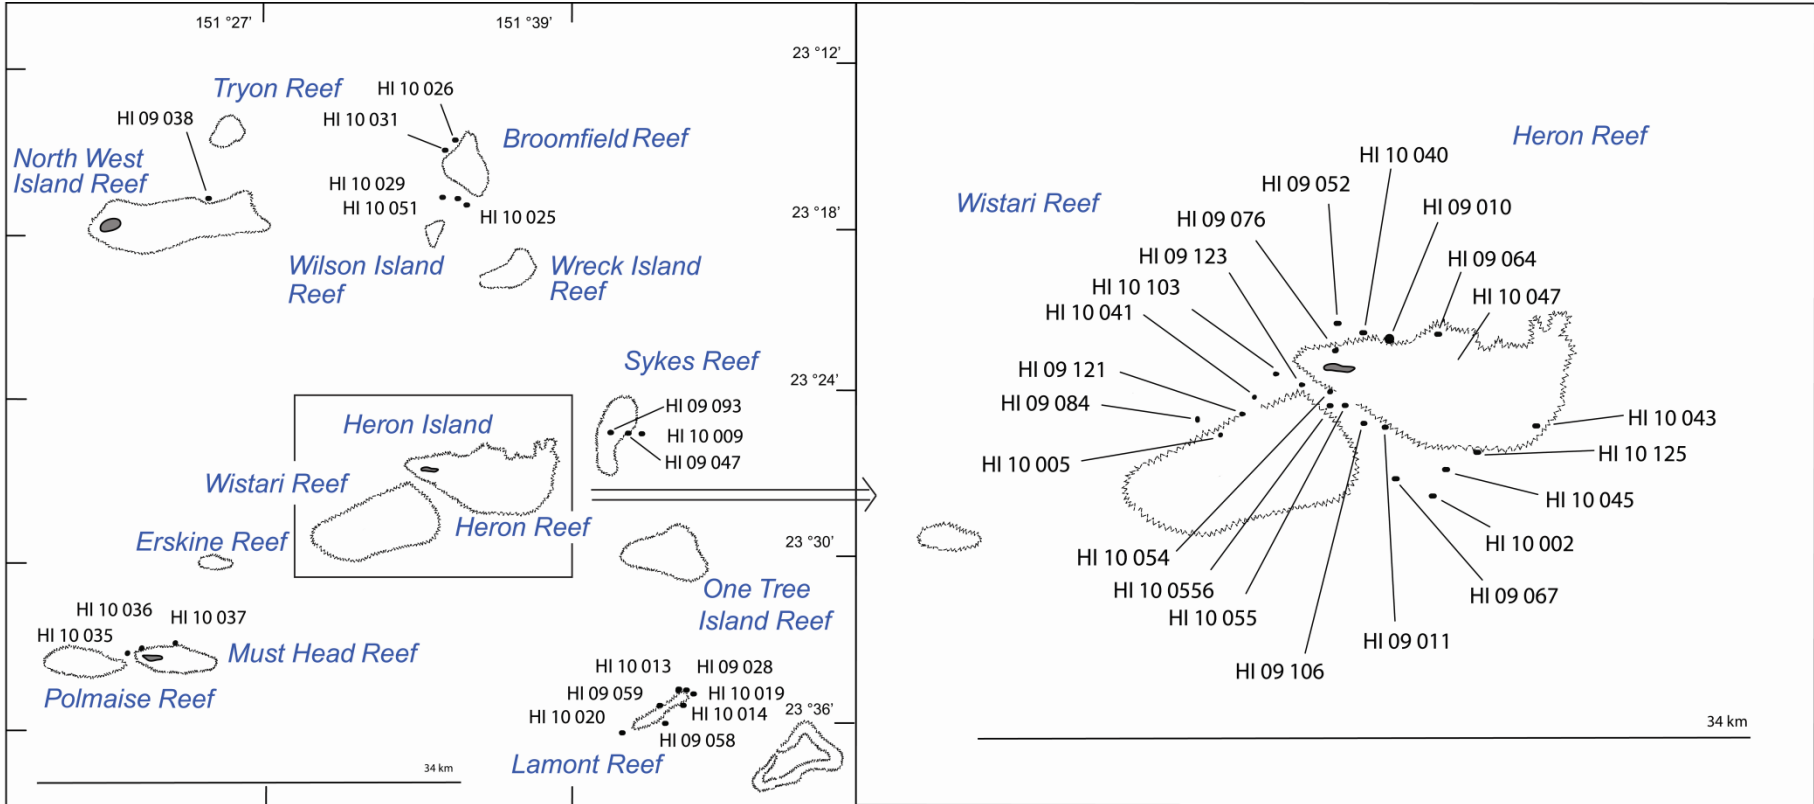 151 °27’
151 °39’
23 °12’
Tryon Reef
HI 10 026
HI 09 038
HI 10 031
Broomfield Reef
North West
Island Reef
HI 10 029
HI 10 051
HI 10 025
23 °18’
Wilson Island
Reef
Wreck Island
Reef
Sykes Reef
23 °24’
HI 09 093
Heron Island
HI 10 009
HI 09 047
Wistari Reef
Heron Reef
Erskine Reef
23 °30’
One Tree
Island Reef
HI 10 036
HI 10 037
HI 10 035
Must Head Reef
Polmaise Reef
HI 10 013
HI 09 028
HI 09 059
HI 10 019
HI 10 020
HI 10 014
23 °36’
HI 09 058
Lamont Reef
34 km
Heron Reef
HI 10 040
HI 09 052
Wistari Reef
HI 09 010
HI 09 076
HI 09 123
HI 09 064
HI 10 103
HI 10 047
HI 10 041
HI 09 121
HI 09 084
HI 10 043
HI 10 005
HI 10 125
HI 10 045
HI 10 002
HI 10 054
HI 10 0556
HI 09 067
HI 10 055
HI 09 011
HI 09 106
34 km